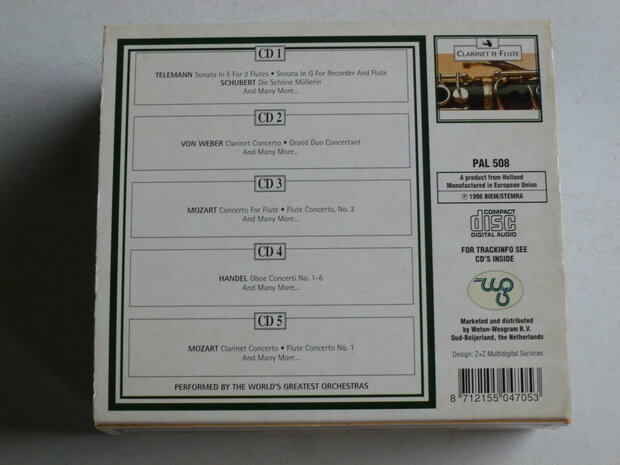 CD 1
TELEMANN Sonata In E For 2 Flutes • Sonata In G For Recorder And Flute
SCHUBERT Die Schöne Müllerin
And Many More...
CD 2
VON WEBER Clarinet Concerto • Grand Duo Concertant
And Many More...
CD 3
MOZART Concerto For Flute • Flute Concerto, No. 2
And Many More...
CD 4
HANDEL Oboe Concerti No. 1-6
And Many More...
CD 5
MOZART Clarinet Concerto • Flute Concerto No. 1
And Many More...
PERFORMED BY THE WORLD'S GREATEST ORCHESTRAS
CLARINET & FLUTE
PAL 508
A product from Holland
Manufactured in European Union
℗ 1998 BIEM/STEMRA
COMPACT
disc
DIGITAL AUDIO
FOR TRACKINFO SEE
CD'S INSIDE
Marketed and distributed
by Weton-Wesgram B.V.
Oud-Beijerland, the Netherlands
Design: Z+Z Multidigital Services
8 712155 047053